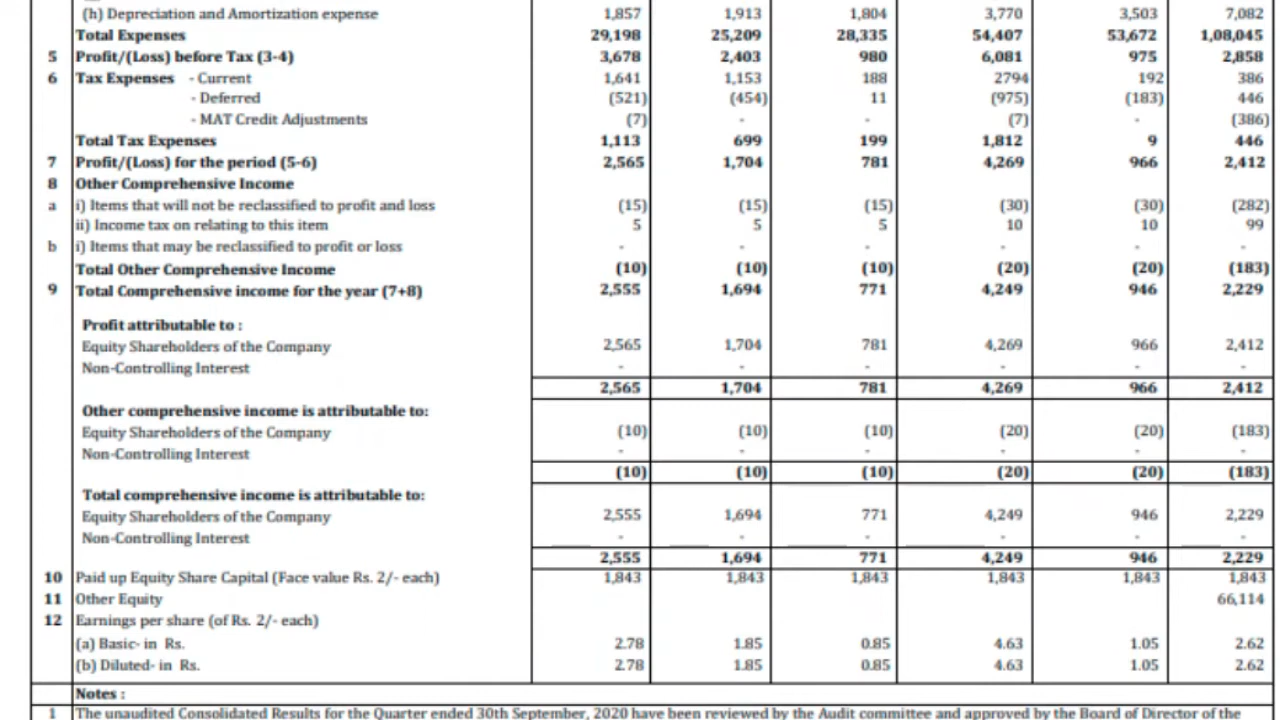 (h) Depreciation and Amortization expense 1,857 1,913 1,804 3,770 3,503 7,082
Total Expenses 29,198 25,209 28,335 54,407 53,672 1,08,045
5 Profit/(Loss) before Tax (3-4) 3,678 2,403 980 6,081 975 2,858
6 Tax Expenses - Current 1,641 1,153 188 2794 192 386
- Deferred (521) (454) 11 (975) (183) 446
- MAT Credit Adjustments (7) - - (7) - (386)
Total Tax Expenses 1,113 699 199 1,812 9 446
7 Profit/(Loss) for the period (5-6) 2,565 1,704 781 4,269 966 2,412
8 Other Comprehensive Income
a i) Items that will not be reclassified to profit and loss (15) (15) (15) (30) (30) (282)
ii) Income tax on relating to this item 5 5 5 10 10 99
b i) Items that may be reclassified to profit or loss - - - - - -
Total Other Comprehensive Income (10) (10) (10) (20) (20) (183)
9 Total Comprehensive income for the year (7+8) 2,555 1,694 771 4,249 946 2,229
Profit attributable to :
Equity Shareholders of the Company 2,565 1,704 781 4,269 966 2,412
Non-Controlling Interest - - - - - -
2,565 1,704 781 4,269 966 2,412
Other comprehensive income is attributable to:
Equity Shareholders of the Company (10) (10) (10) (20) (20) (183)
Non-Controlling Interest - - - - - -
(10) (10) (10) (20) (20) (183)
Total comprehensive income is attributable to:
Equity Shareholders of the Company 2,555 1,694 771 4,249 946 2,229
Non-Controlling Interest - - - - - -
2,555 1,694 771 4,249 946 2,229
10 Paid up Equity Share Capital (Face value Rs. 2/- each) 1,843 1,843 1,843 1,843 1,843 1,843
11 Other Equity 66,114
12 Earnings per share (of Rs. 2/- each)
(a) Basic- in Rs. 2.78 1.85 0.85 4.63 1.05 2.62
(b) Diluted- in Rs. 2.78 1.85 0.85 4.63 1.05 2.62
Notes :
1 The unaudited Consolidated Results for the Quarter ended 30th September, 2020 have been reviewed by the Audit committee and approved by the Board of Director of the